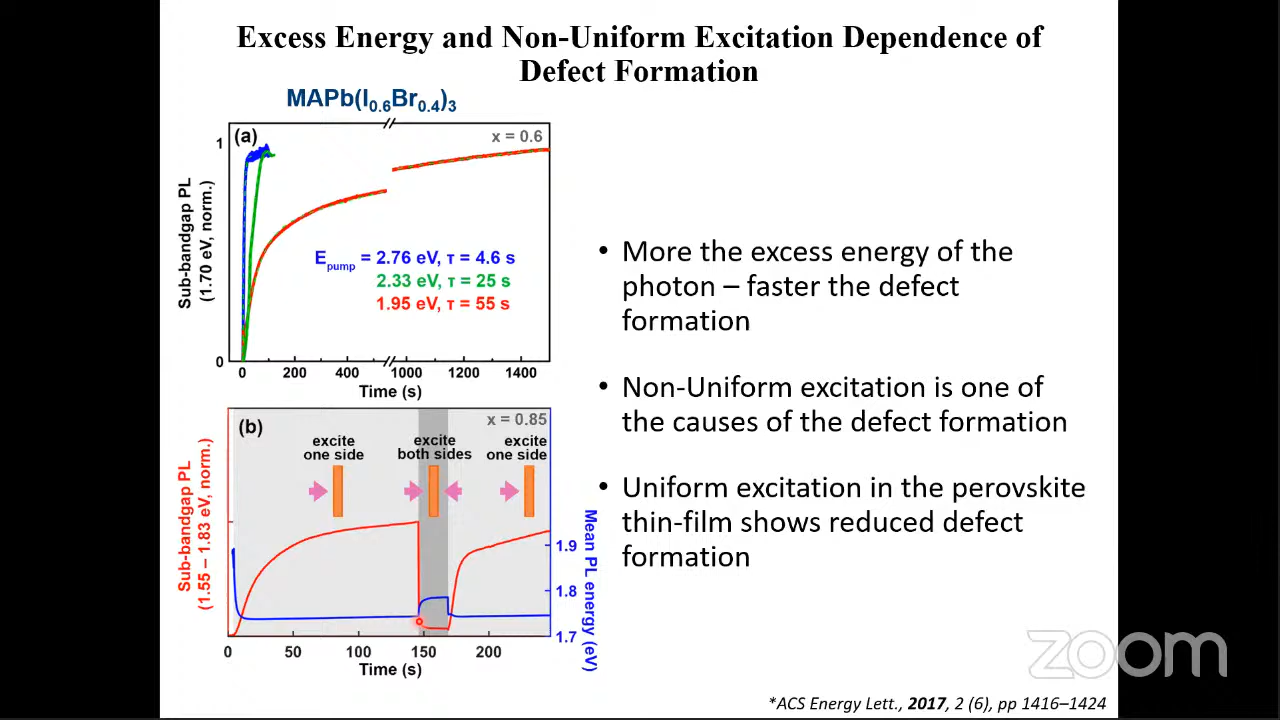 Excess Energy and Non-Uniform Excitation Dependence of
Defect Formation
MAPb(I0.6Br0.4)3
(a)
x = 0.6
1
0
Sub-bandgap PL
(1.70 eV, norm.)
Epump = 2.76 eV, τ = 4.6 s
2.33 eV, τ = 25 s
1.95 eV, τ = 55 s
0 200 400 1000 1200 1400
Time (s)
(b)
x = 0.85
excite
one side
excite
both sides
excite
one side
Sub-bandgap PL
(1.55 – 1.83 eV, norm.)
1.9
1.8
1.7
Mean PL energy (eV)
0 50 100 150 200
Time (s)
• More the excess energy of the
photon – faster the defect
formation
• Non-Uniform excitation is one of
the causes of the defect formation
• Uniform excitation in the perovskite
thin-film shows reduced defect
formation
zoom
*ACS Energy Lett., 2017, 2 (6), pp 1416–1424